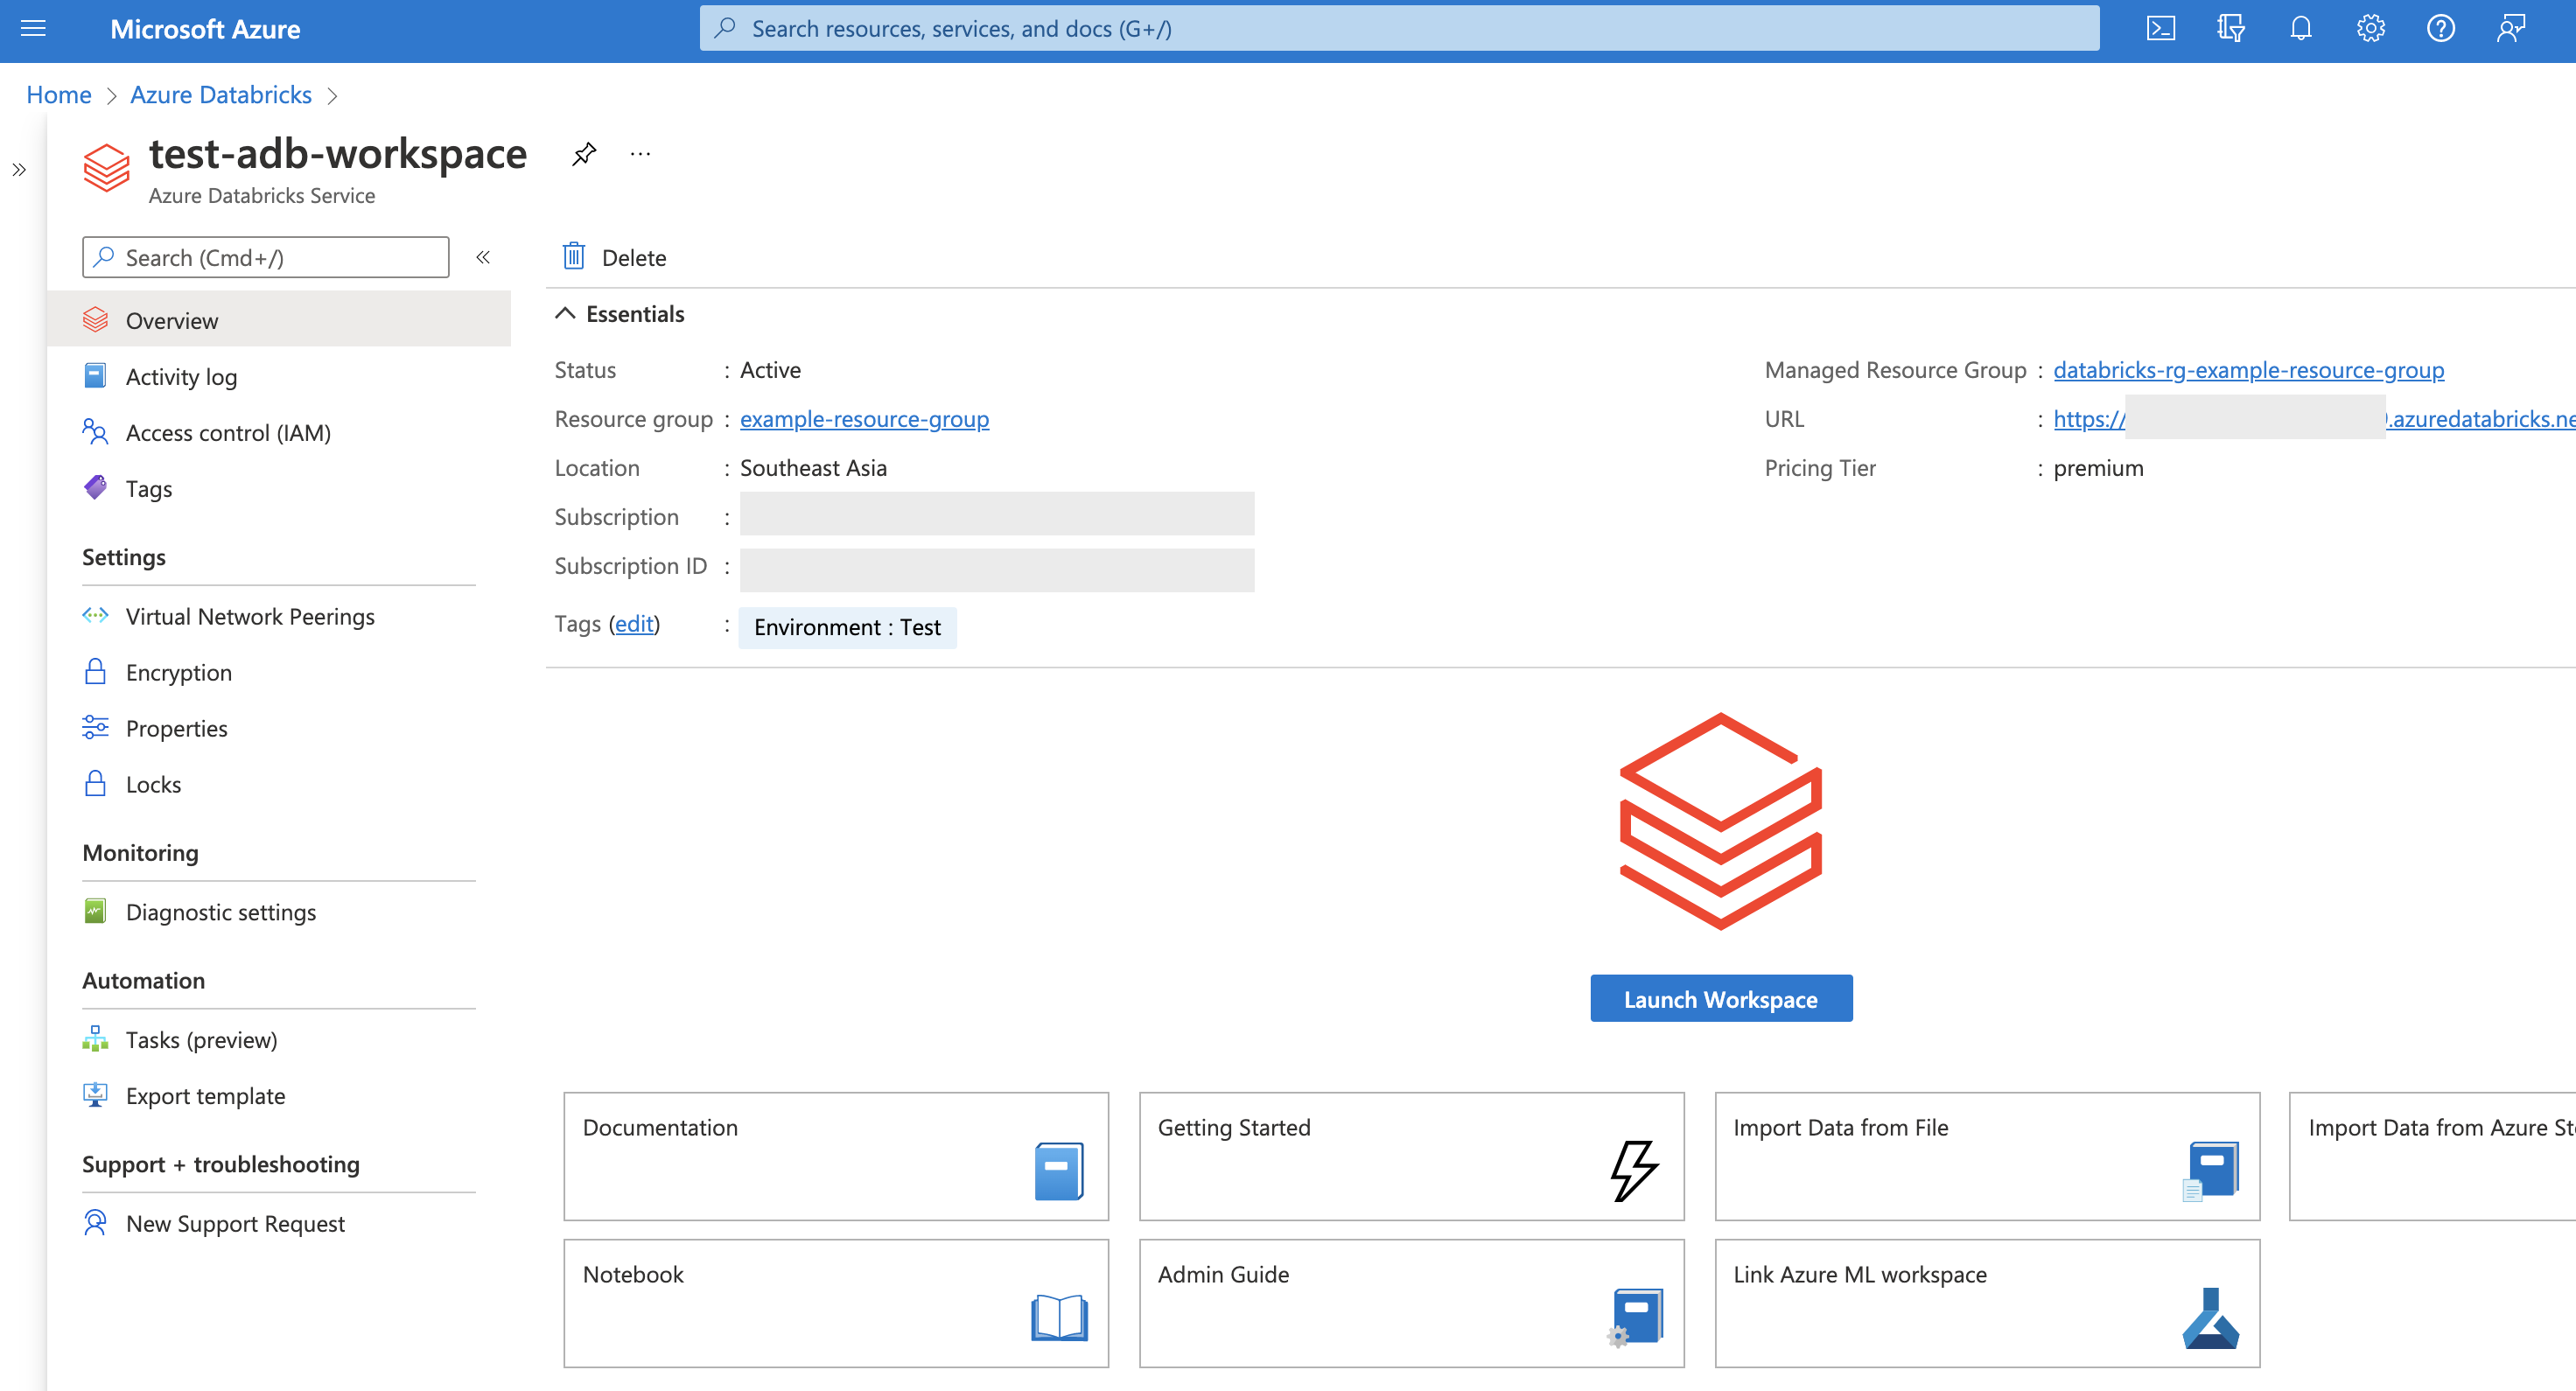 Microsoft Azure
Search resources, services, and docs (G+/)
Home > Azure Databricks >
test-adb-workspace
Azure Databricks Service
Search (Cmd+/)
Overview
Activity log
Access control (IAM)
Tags
Settings
Virtual Network Peerings
Encryption
Properties
Locks
Monitoring
Diagnostic settings
Automation
Tasks (preview)
Export template
Support + troubleshooting
New Support Request
Delete
Essentials
Status : Active
Resource group : example-resource-group
Location : Southeast Asia
Subscription :
Subscription ID :
Tags (edit) : Environment : Test
Managed Resource Group : databricks-rg-example-resource-group
URL : https:// .azuredatabricks.ne
Pricing Tier : premium
Launch Workspace
Documentation
Getting Started
Import Data from File
Import Data from Azure
Notebook
Admin Guide
Link Azure ML workspace